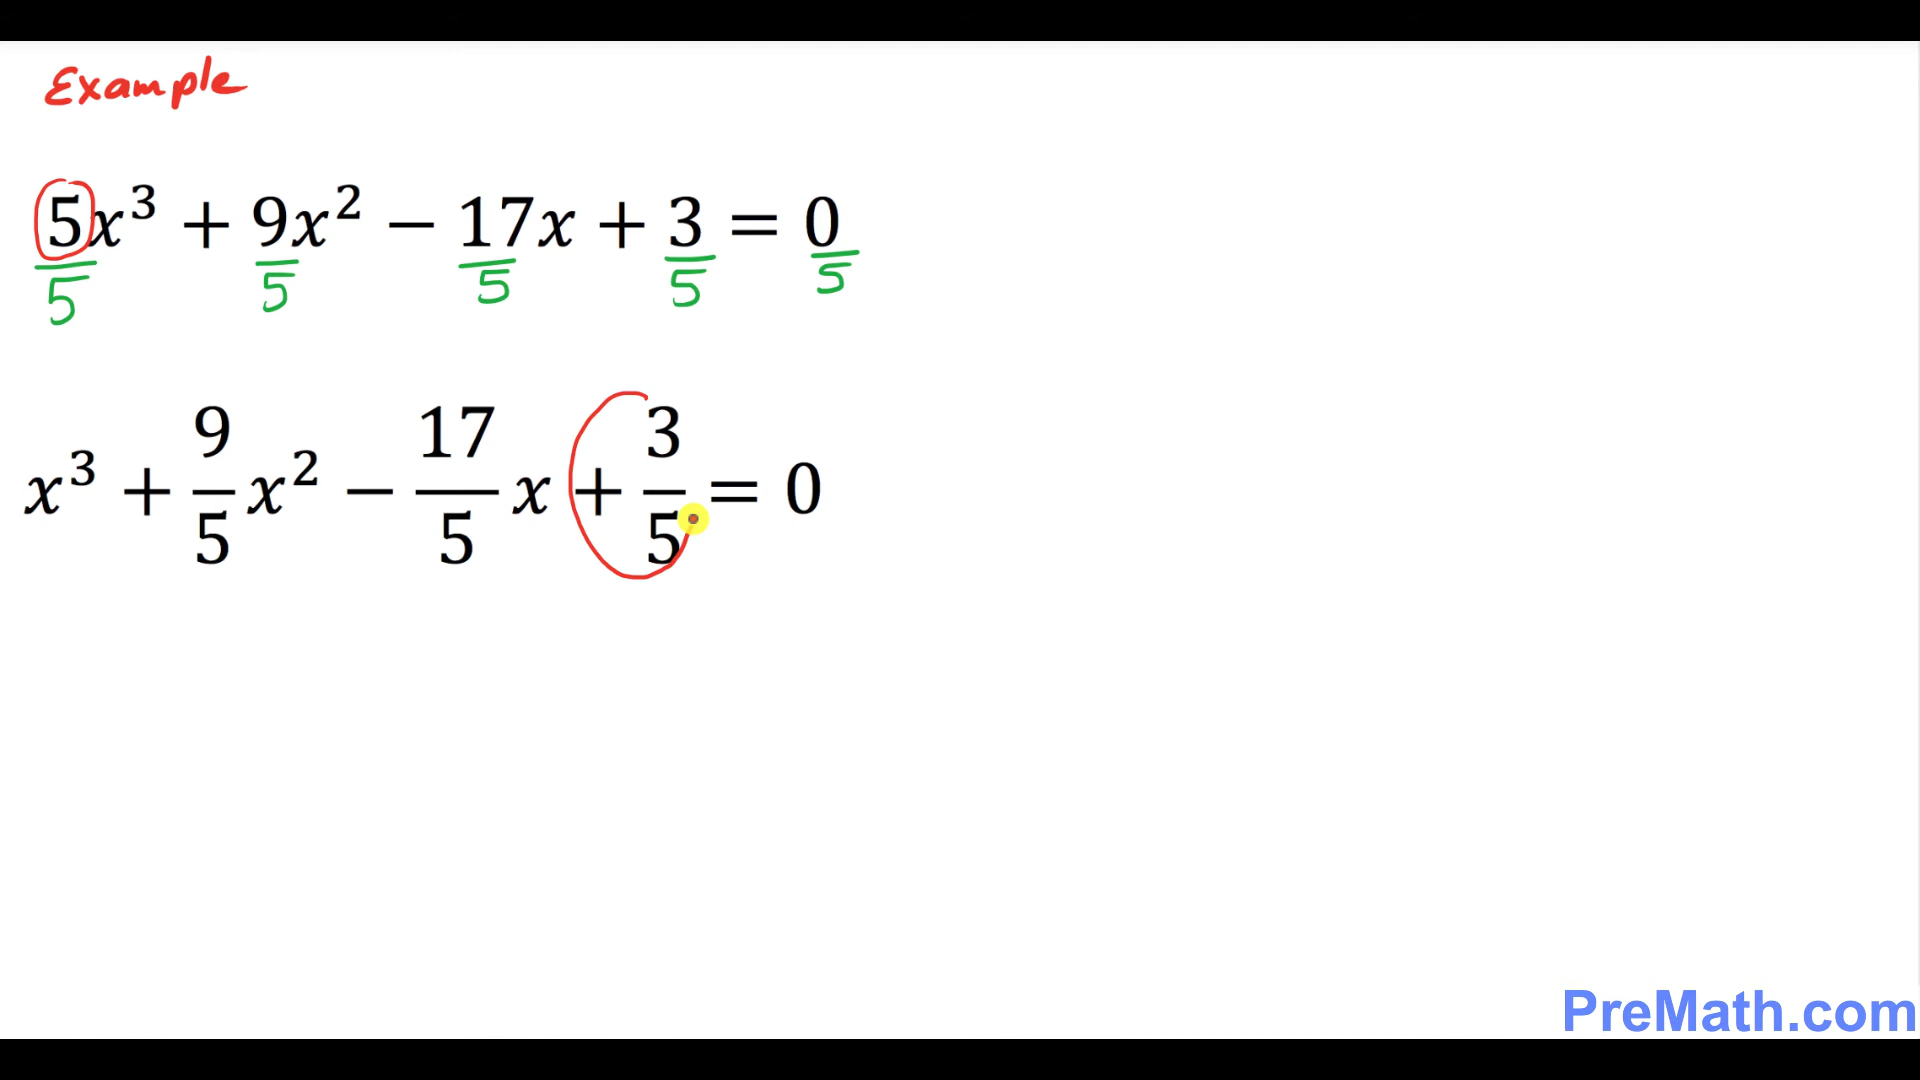 Example
5x³ + 9x² − 17x + 3 = 0
5 5 5 5 5
x³ + 9/5 x² − 17/5 x + 3/5 = 0
PreMath.com